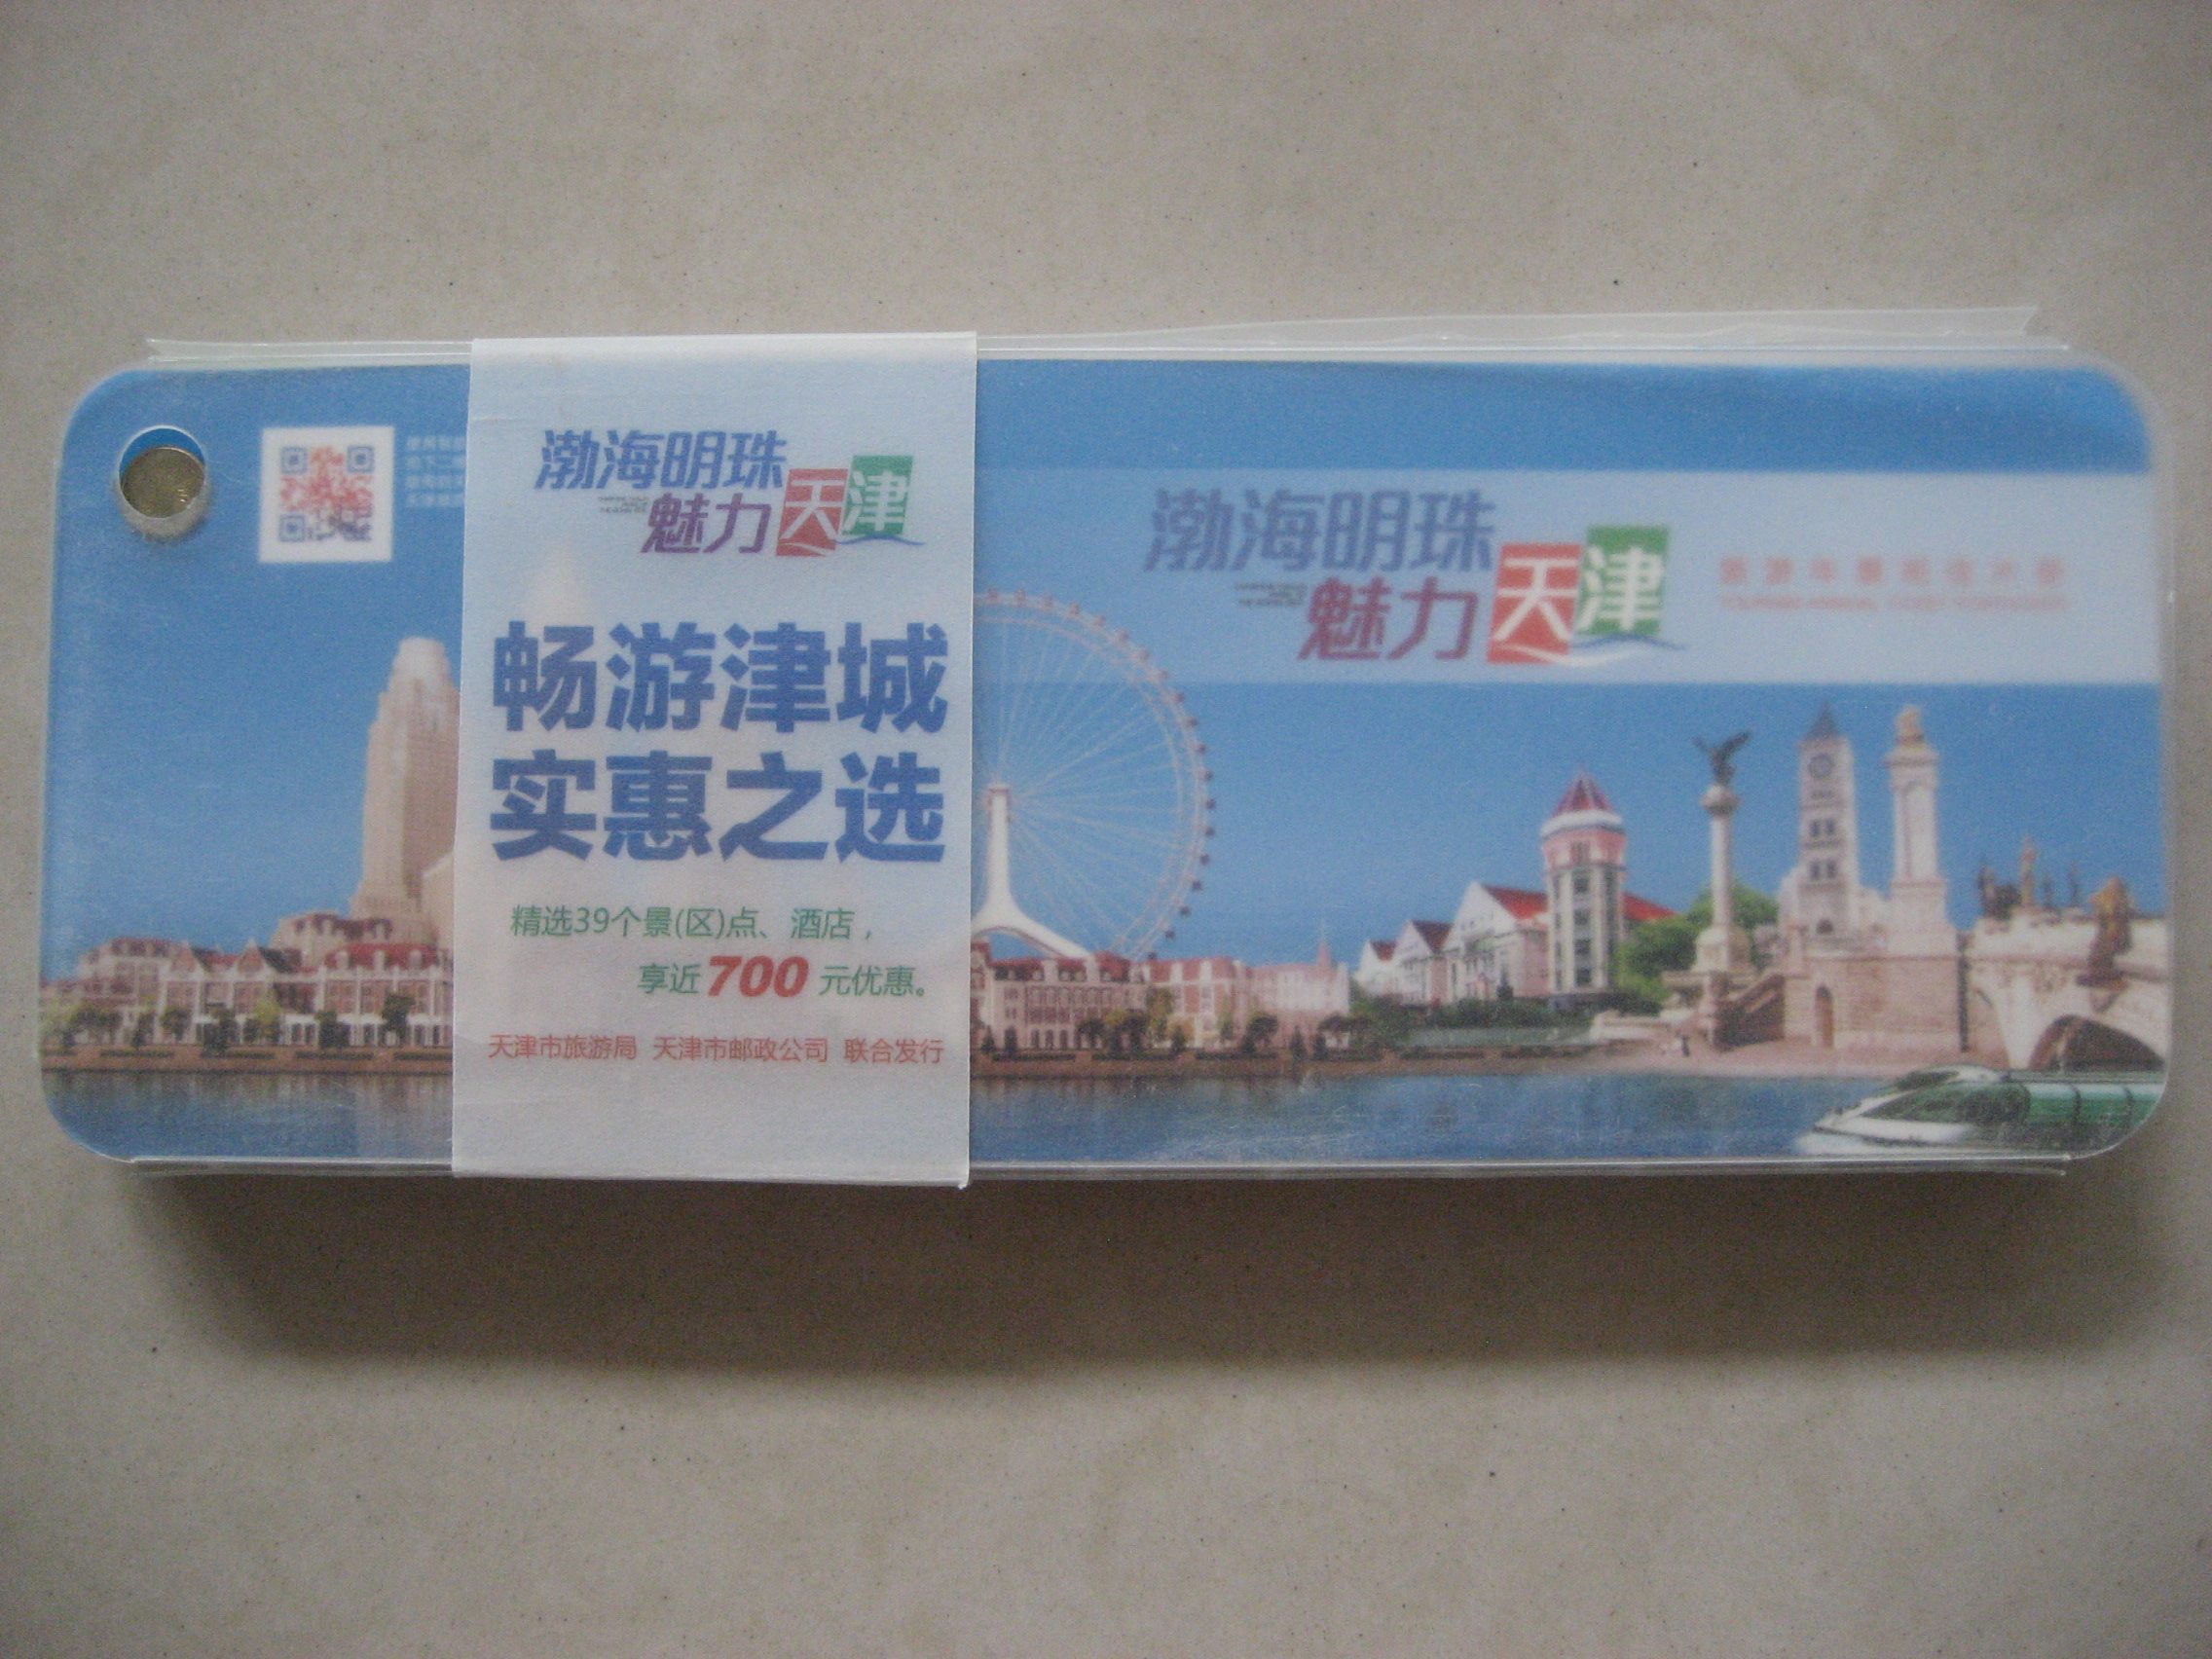 渤海明珠
魅力天津
畅游津城
实惠之选
精选39个景(区)点、酒店，
享近700元优惠。
天津市旅游局 天津市邮政公司 联合发行
渤海明珠
魅力天津